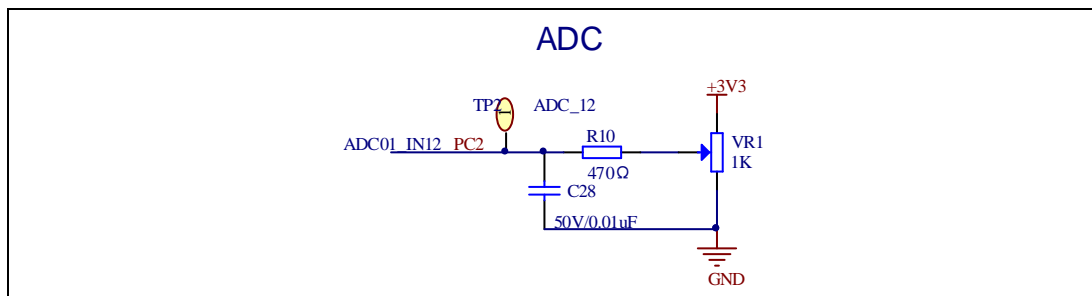 ADC
+3V3
TP2 ADC_12
R10
ADC01_IN12 PC2
VR1
1K
470Ω
C28
50V/0.01uF
GND